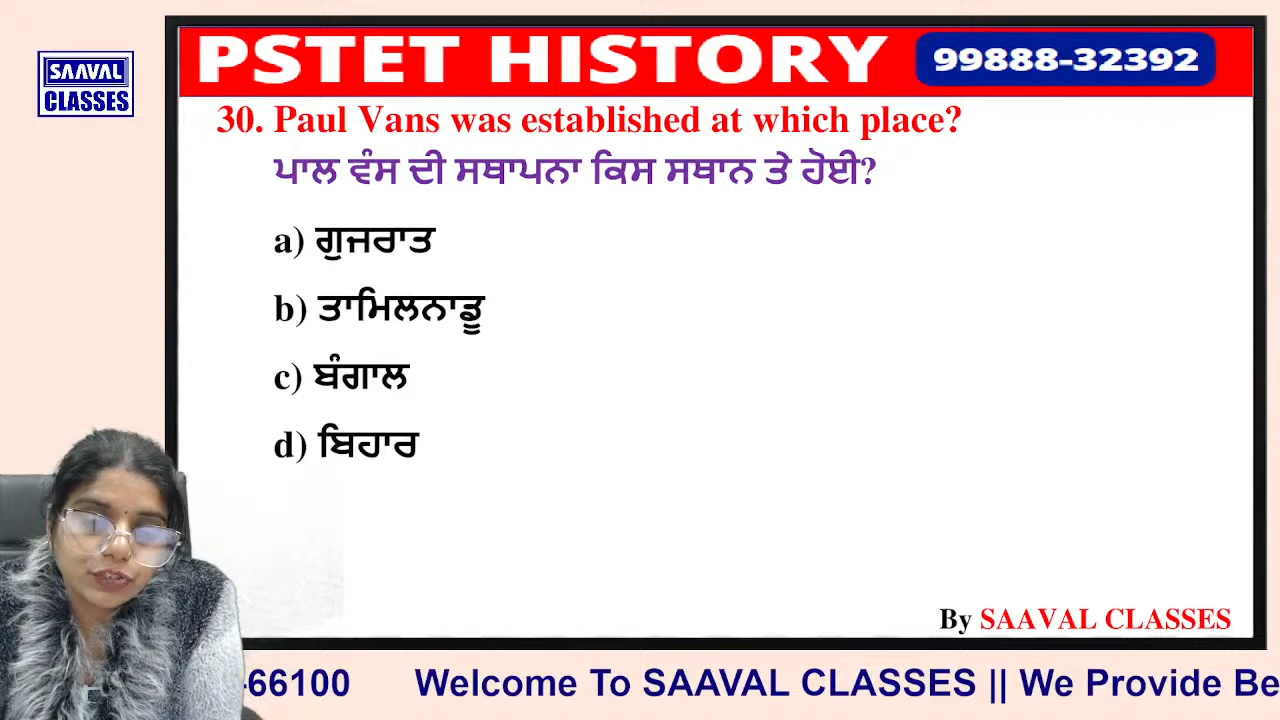 SAAVAL
CLASSES
PSTET HISTORY
99888-32392
30. Paul Vans was established at which place?
ਪਾਲ ਵੰਸ ਦੀ ਸਥਾਪਨਾ ਕਿਸ ਸਥਾਨ ਤੇ ਹੋਈ?
a) ਗੁਜਰਾਤ
b) ਤਾਮਿਲਨਾਡੂ
c) ਬੰਗਾਲ
d) ਬਿਹਾਰ
By SAAVAL CLASSES
-66100 Welcome To SAAVAL CLASSES || We Provide Be